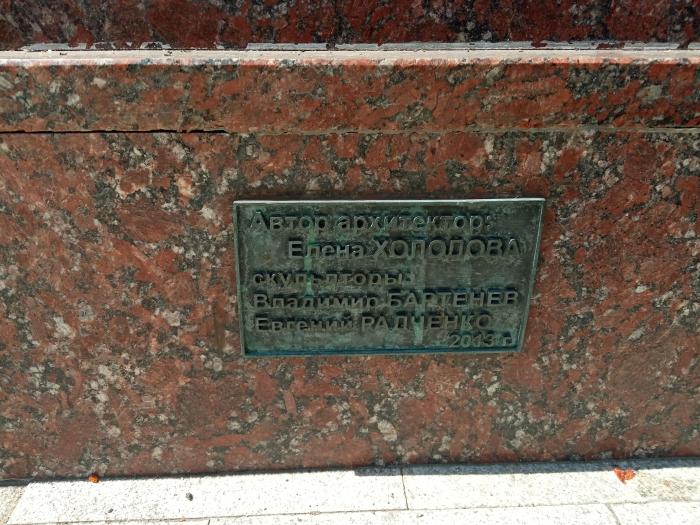 Автор архитектор:
Елена ХОЛОДОВА
скульпторы:
Владимир БАРТЕНЕВ
Евгений РАДЧЕНКО
2013 г.